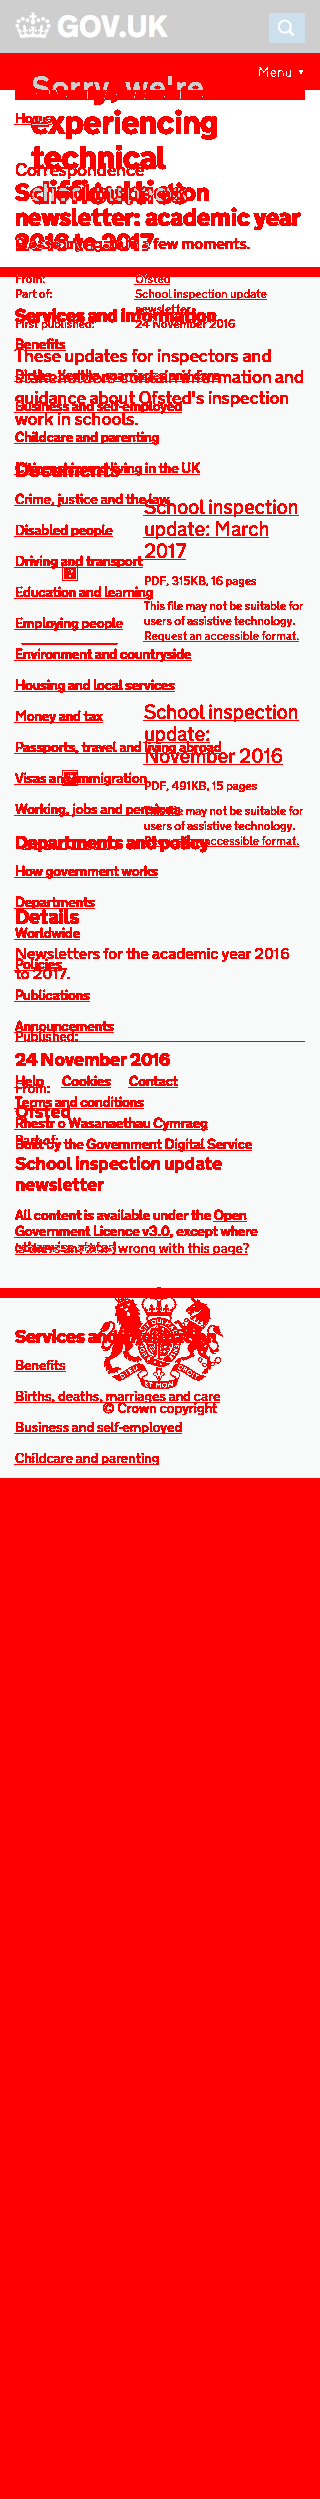 GOV.UK
Menu
Sorry, we're
Home
experiencing
technical
Correspondence
difficulties
School inspection
newsletter: academic year
2016 to 2017
few moments.
From: Ofsted
Part of: School inspection update
newsletter
Services and information
First published: 24 November 2016
Benefits
These updates for inspectors and
Births, deaths, marriages and care
stakeholders contain information and
guidance about Ofsted's inspection
Business and self-employed
work in schools.
Childcare and parenting
Documents
Citizenship and living in the UK
Crime, justice and the law
School inspection
update: March
2017
Disabled people
Driving and transport
PDF, 315KB, 16 pages
Education and learning
This file may not be suitable for
users of assistive technology.
Request an accessible format.
Employing people
Environment and countryside
Housing and local services
Money and tax
School inspection
update:
November 2016
Passports, travel and living abroad
Visas and immigration
PDF, 491KB, 15 pages
Working, jobs and pensions
This file may not be suitable for
users of assistive technology.
Request an accessible format.
Departments and policy
How government works
Departments
Details
Worldwide
Newsletters for the academic year 2016
to 2017.
Policies
Publications
Announcements
Published:
24 November 2016
Help Cookies Contact
From:
Terms and conditions
Ofsted
Rhestr o Wasanaethau Cymraeg
Part of:
Built by the Government Digital Service
School inspection update
newsletter
All content is available under the Open
Government Licence v3.0, except where
otherwise stated
Is there anything wrong with this page?
Services and information
Benefits
Births, deaths, marriages and care
© Crown copyright
Business and self-employed
Childcare and parenting